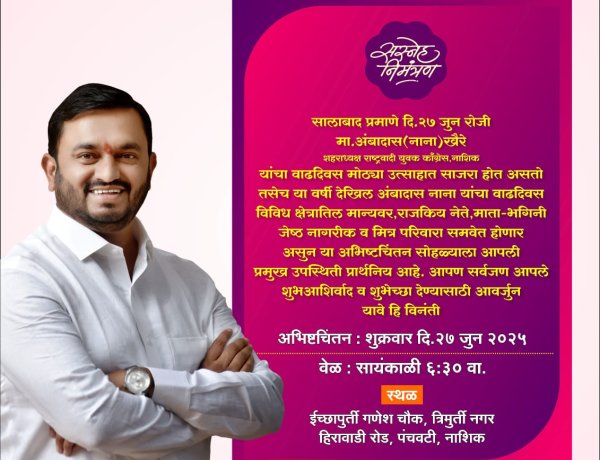 सस्नेह
निमंत्रण
सालाबाद प्रमाणे दि.२७ जुन रोजी
मा.अंबादास(नाना)खैरे
शहराध्यक्ष राष्ट्रवादी युवक काँग्रेस,नाशिक
यांचा वाढदिवस मोठ्या उत्साहात साजरा होत असतो
तसेच या वर्षी देखिल अंबादास नाना यांचा वाढदिवस
विविध क्षेत्रातिल मान्यवर,राजकिय नेते,माता-भगिनी
जेष्ठ नागरीक व मित्र परिवारा समवेत होणार
असुन या अभिष्टचिंतन सोहळ्याला आपली
प्रमुख उपस्थिती प्रार्थनिय आहे. आपण सर्वजण आपले
शुभआशिर्वाद व शुभेच्छा देण्यासाठी आवर्जुन
यावे हि विनंती
अभिष्टचिंतन : शुक्रवार दि.२७ जुन २०२५
वेळ : सायंकाळी ६:३० वा.
स्थळ
ईच्छापुर्ती गणेश चौक, त्रिमुर्ती नगर
हिरावाडी रोड, पंचवटी, नाशिक